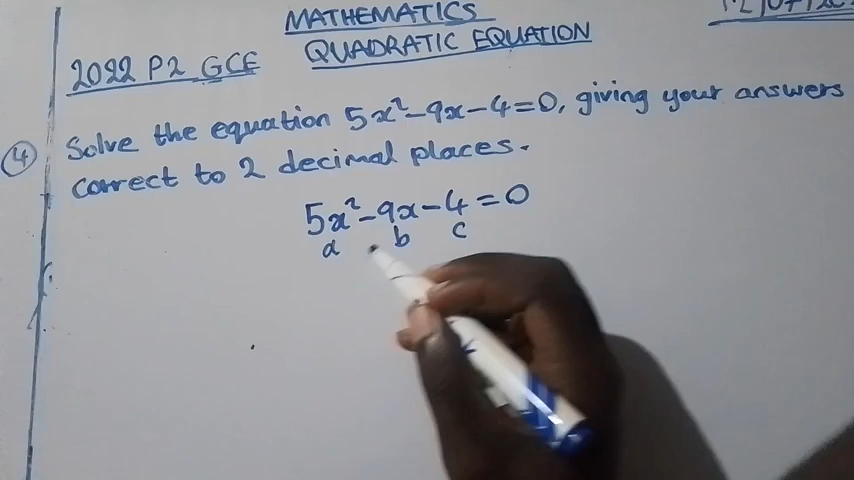 MATHEMATICS
QUADRATIC EQUATION
2022 P2 GCE
④ Solve the equation 5x²-9x-4=0, giving your answers
correct to 2 decimal places.
5x²-9x-4=0
a b c